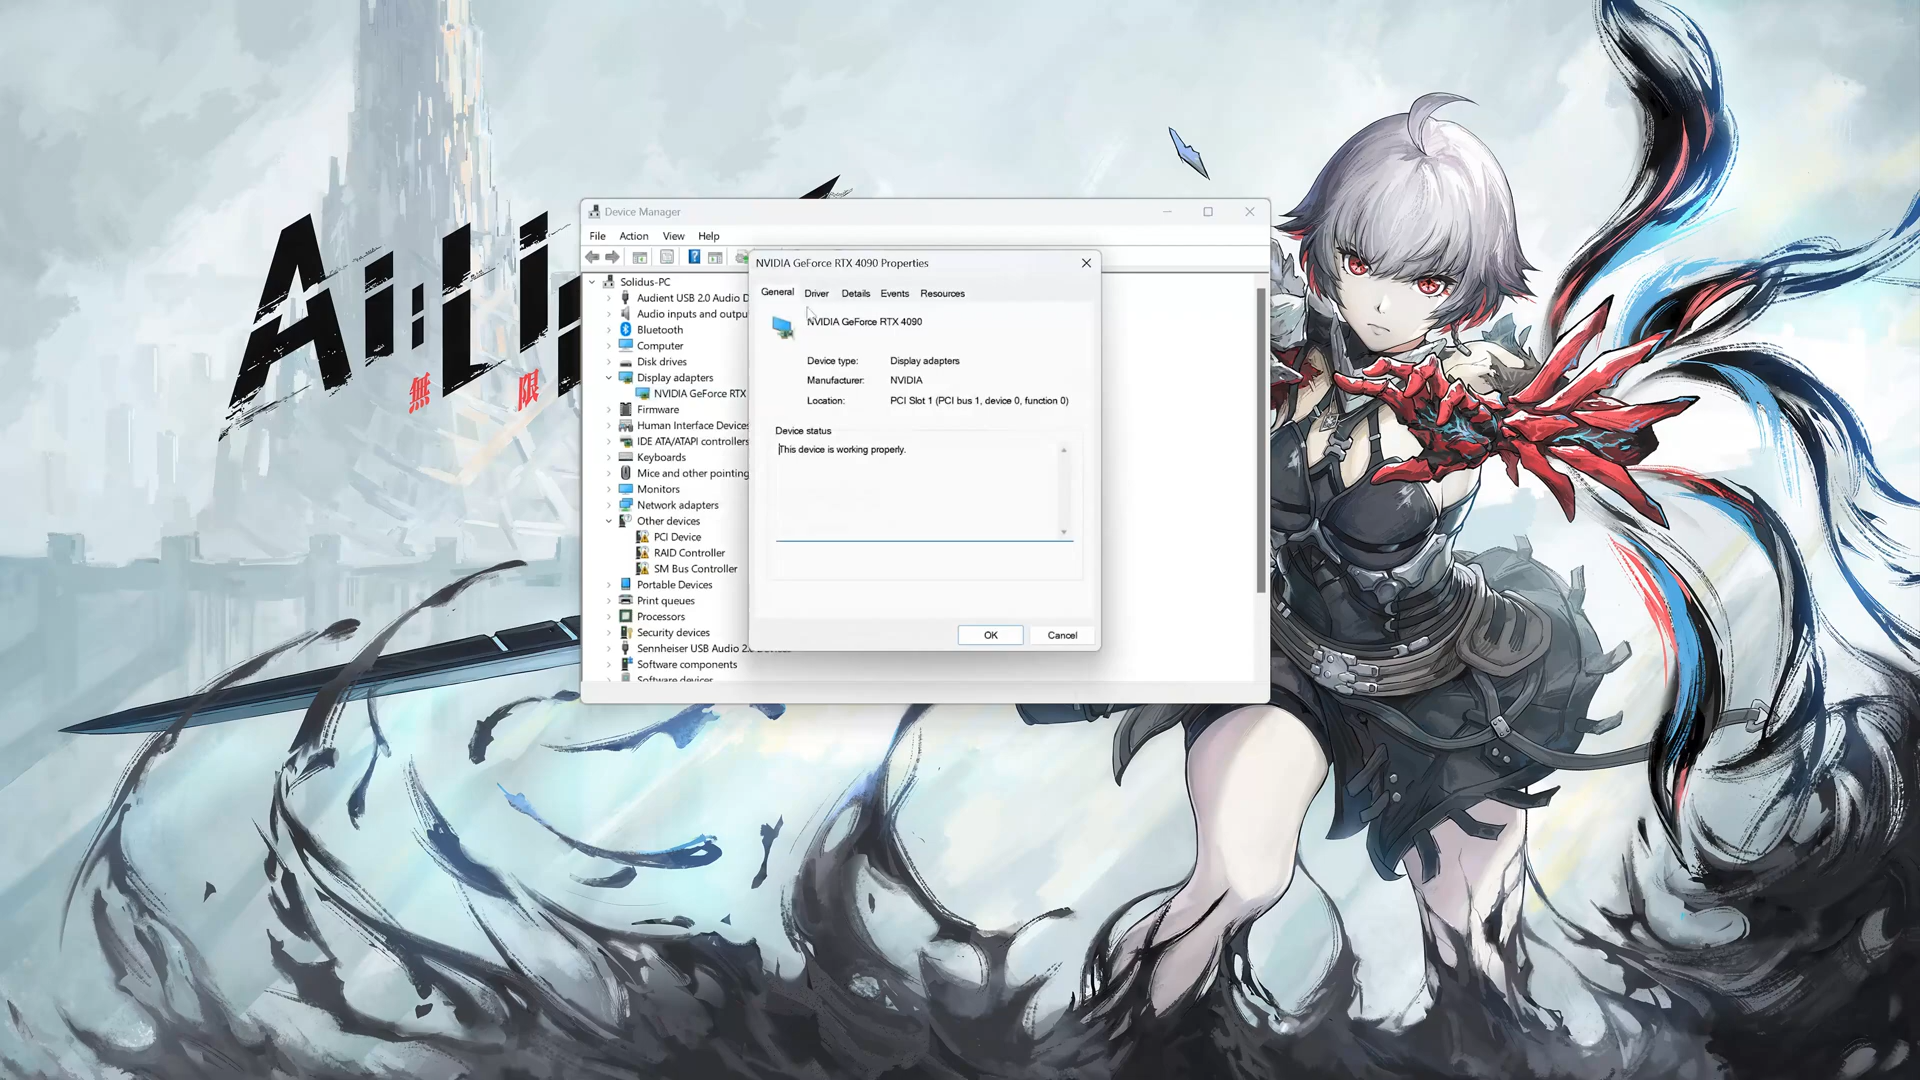 Ai:Li
無 限
Device Manager
File Action View Help
Solidus-PC
Audient USB 2.0 Audio D
Audio inputs and outpu
Bluetooth
Computer
Disk drives
Display adapters
NVIDIA GeForce RTX
Firmware
Human Interface Devices
IDE ATA/ATAPI controllers
Keyboards
Mice and other pointing
Monitors
Network adapters
Other devices
PCI Device
RAID Controller
SM Bus Controller
Portable Devices
Print queues
Processors
Security devices
Sennheiser USB Audio 2.
Software components
Software devices
NVIDIA GeForce RTX 4090 Properties
General Driver Details Events Resources
NVIDIA GeForce RTX 4090
Device type: Display adapters
Manufacturer: NVIDIA
Location: PCI Slot 1 (PCI bus 1, device 0, function 0)
Device status
This device is working properly.
OK Cancel